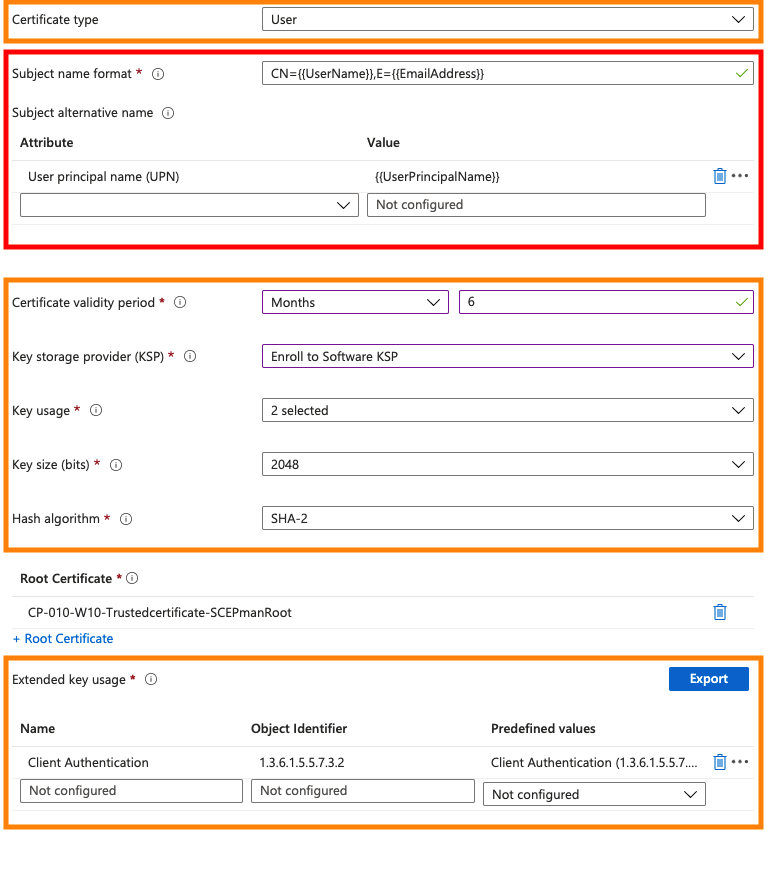 Certificate type User
Subject name format * CN={{UserName}},E={{EmailAddress}}
Subject alternative name
Attribute Value
User principal name (UPN) {{UserPrincipalName}}
Not configured
Certificate validity period * Months 6
Key storage provider (KSP) * Enroll to Software KSP
Key usage * 2 selected
Key size (bits) * 2048
Hash algorithm * SHA-2
Root Certificate *
CP-010-W10-Trustedcertificate-SCEPmanRoot
+ Root Certificate
Extended key usage * Export
Name Object Identifier Predefined values
Client Authentication 1.3.6.1.5.5.7.3.2 Client Authentication (1.3.6.1.5.5.7....
Not configured Not configured Not configured